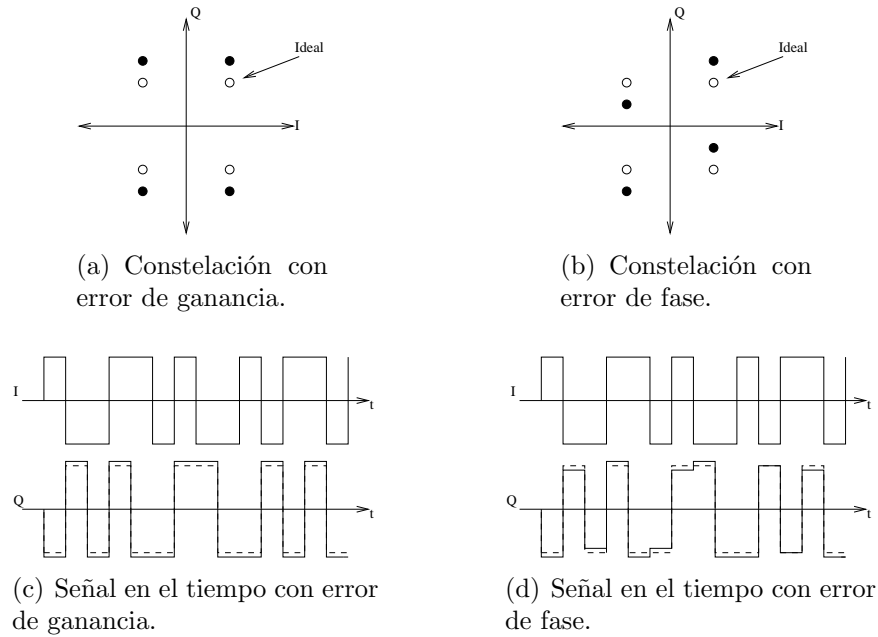 Q
Ideal
I
Q
Ideal
I
(a) Constelación con
error de ganancia.
(b) Constelación con
error de fase.
I
t
Q
t
I
t
Q
t
(c) Señal en el tiempo con error
de ganancia.
(d) Señal en el tiempo con error
de fase.